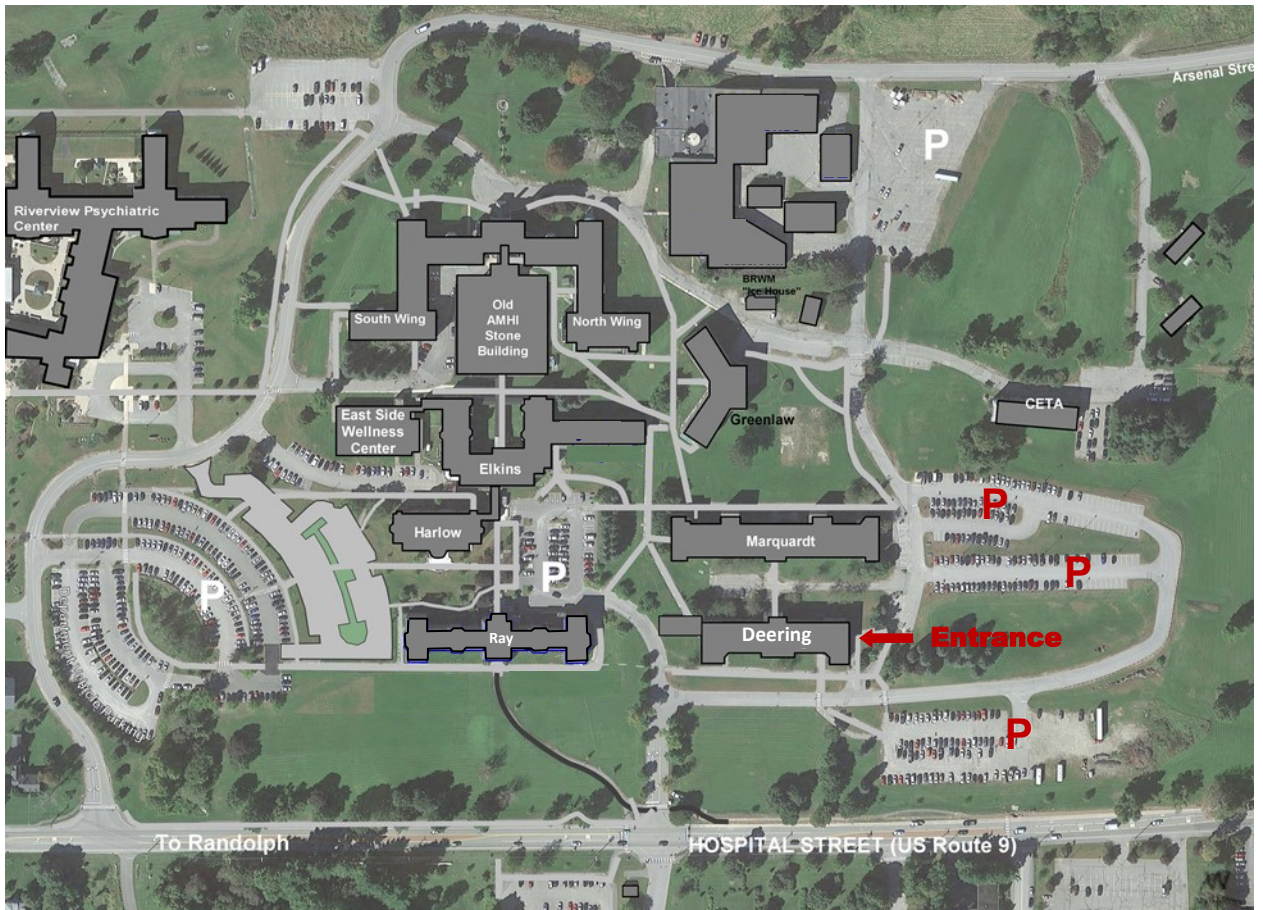 Arsenal Stre
P
Riverview Psychiatric
Center
BRWM
"Ice House"
South Wing
Old
AMHI
Stone
Building
North Wing
CETA
Greenlaw
East Side
Wellness
Center
Elkins
P
Harlow
Marquardt
P
P
P
Ray
Deering
Entrance
P
To Randolph
HOSPITAL STREET (US Route 9)